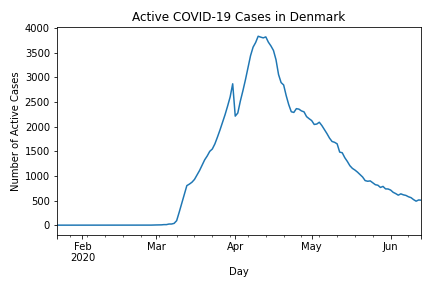 Active COVID-19 Cases in Denmark
4000
3500
3000
2500
2000
1500
1000
500
0
Number of Active Cases
Feb
2020
Mar
Apr
May
Jun
Day